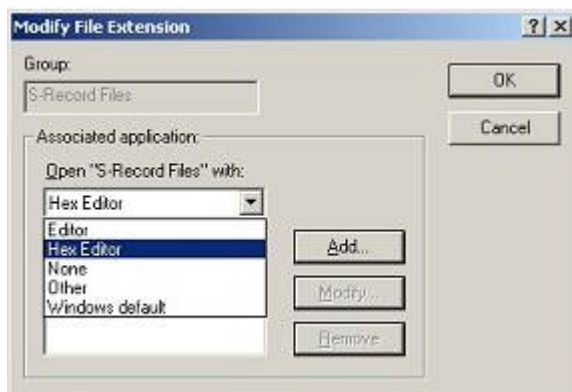 Modify File Extension
Group:
S-Record Files
OK
Cancel
Associated application:
Open "S-Record Files" with:
Hex Editor
Editor
Hex Editor
None
Other
Windows default
Add...
Modify...
Remove